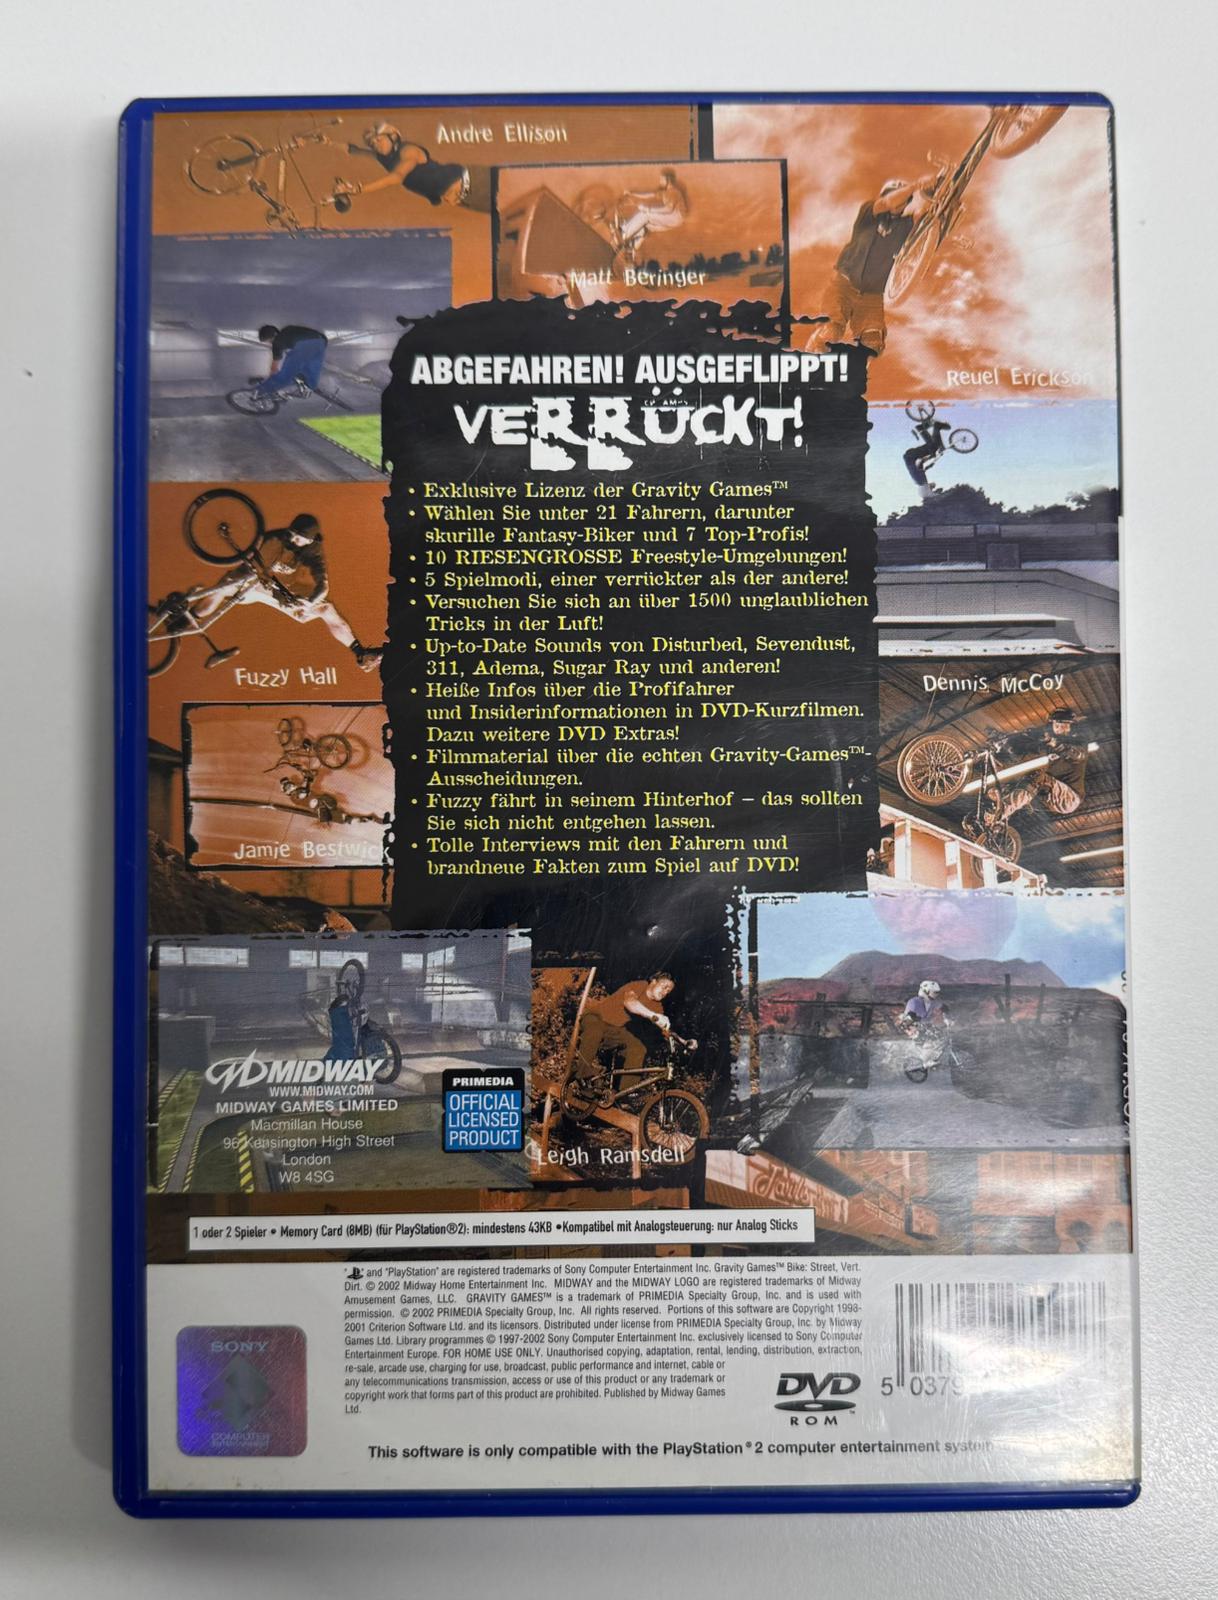 Andre Ellison
Matt Beringer
Reuel Erickson
ABGEFAHREN! AUSGEFLIPPT!
VERRÜCKT!
• Exklusive Lizenz der Gravity Games™
• Wählen Sie unter 21 Fahrern, darunter
skurille Fantasy-Biker und 7 Top-Profis!
• 10 RIESENGROSSE Freestyle-Umgebungen!
• 5 Spielmodi, einer verrückter als der andere!
• Versuchen Sie sich an über 1500 unglaublichen
Tricks in der Luft!
• Up-to-Date Sounds von Disturbed, Sevendust,
311, Adema, Sugar Ray und anderen!
• Heiße Infos über die Profifahrer
und Insiderinformationen in DVD-Kurzfilmen.
Dazu weitere DVD Extras!
• Filmmaterial über die echten Gravity-Games™-
Ausscheidungen.
• Fuzzy fährt in seinem Hinterhof – das sollten
Sie sich nicht entgehen lassen.
• Tolle Interviews mit den Fahrern und
brandneue Fakten zum Spiel auf DVD!
Fuzzy Hall
Dennis McCoy
Jamie Bestwick
MIDWAY
WWW.MIDWAY.COM
MIDWAY GAMES LIMITED
Macmillan House
96 Kensington High Street
London
W8 4SG
PRIMEDIA
OFFICIAL
LICENSED
PRODUCT
Leigh Ramsdell
1 oder 2 Spieler • Memory Card (8MB) (für PlayStation®2): mindestens 43KB •Kompatibel mit Analogsteuerung: nur Analog Sticks
" and "PlayStation" are registered trademarks of Sony Computer Entertainment Inc. Gravity Games™ Bike: Street, Vert.
Dirt. © 2002 Midway Home Entertainment Inc. MIDWAY and the MIDWAY LOGO are registered trademarks of Midway
Amusement Games, LLC. GRAVITY GAMES™ is a trademark of PRIMEDIA Specialty Group, Inc. and is used with
permission. © 2002 PRIMEDIA Specialty Group, Inc. All rights reserved. Portions of this software are Copyright 1998-
2001 Criterion Software Ltd. and its licensors. Distributed under license from PRIMEDIA Specialty Group, Inc. by Midway
Games Ltd. Library programmes © 1997-2002 Sony Computer Entertainment Inc. exclusively licensed to Sony Computer
Entertainment Europe. FOR HOME USE ONLY. Unauthorised copying, adaptation, rental, lending, distribution, extraction,
re-sale, arcade use, charging for use, broadcast, public performance and internet, cable or
any telecommunications transmission, access or use of this product or any trademark or
copyright work that forms part of this product are prohibited. Published by Midway Games
Ltd.
SONY
COMPUTER
Entertainment
DVD
ROM
5 0379
This software is only compatible with the PlayStation®2 computer entertainment system